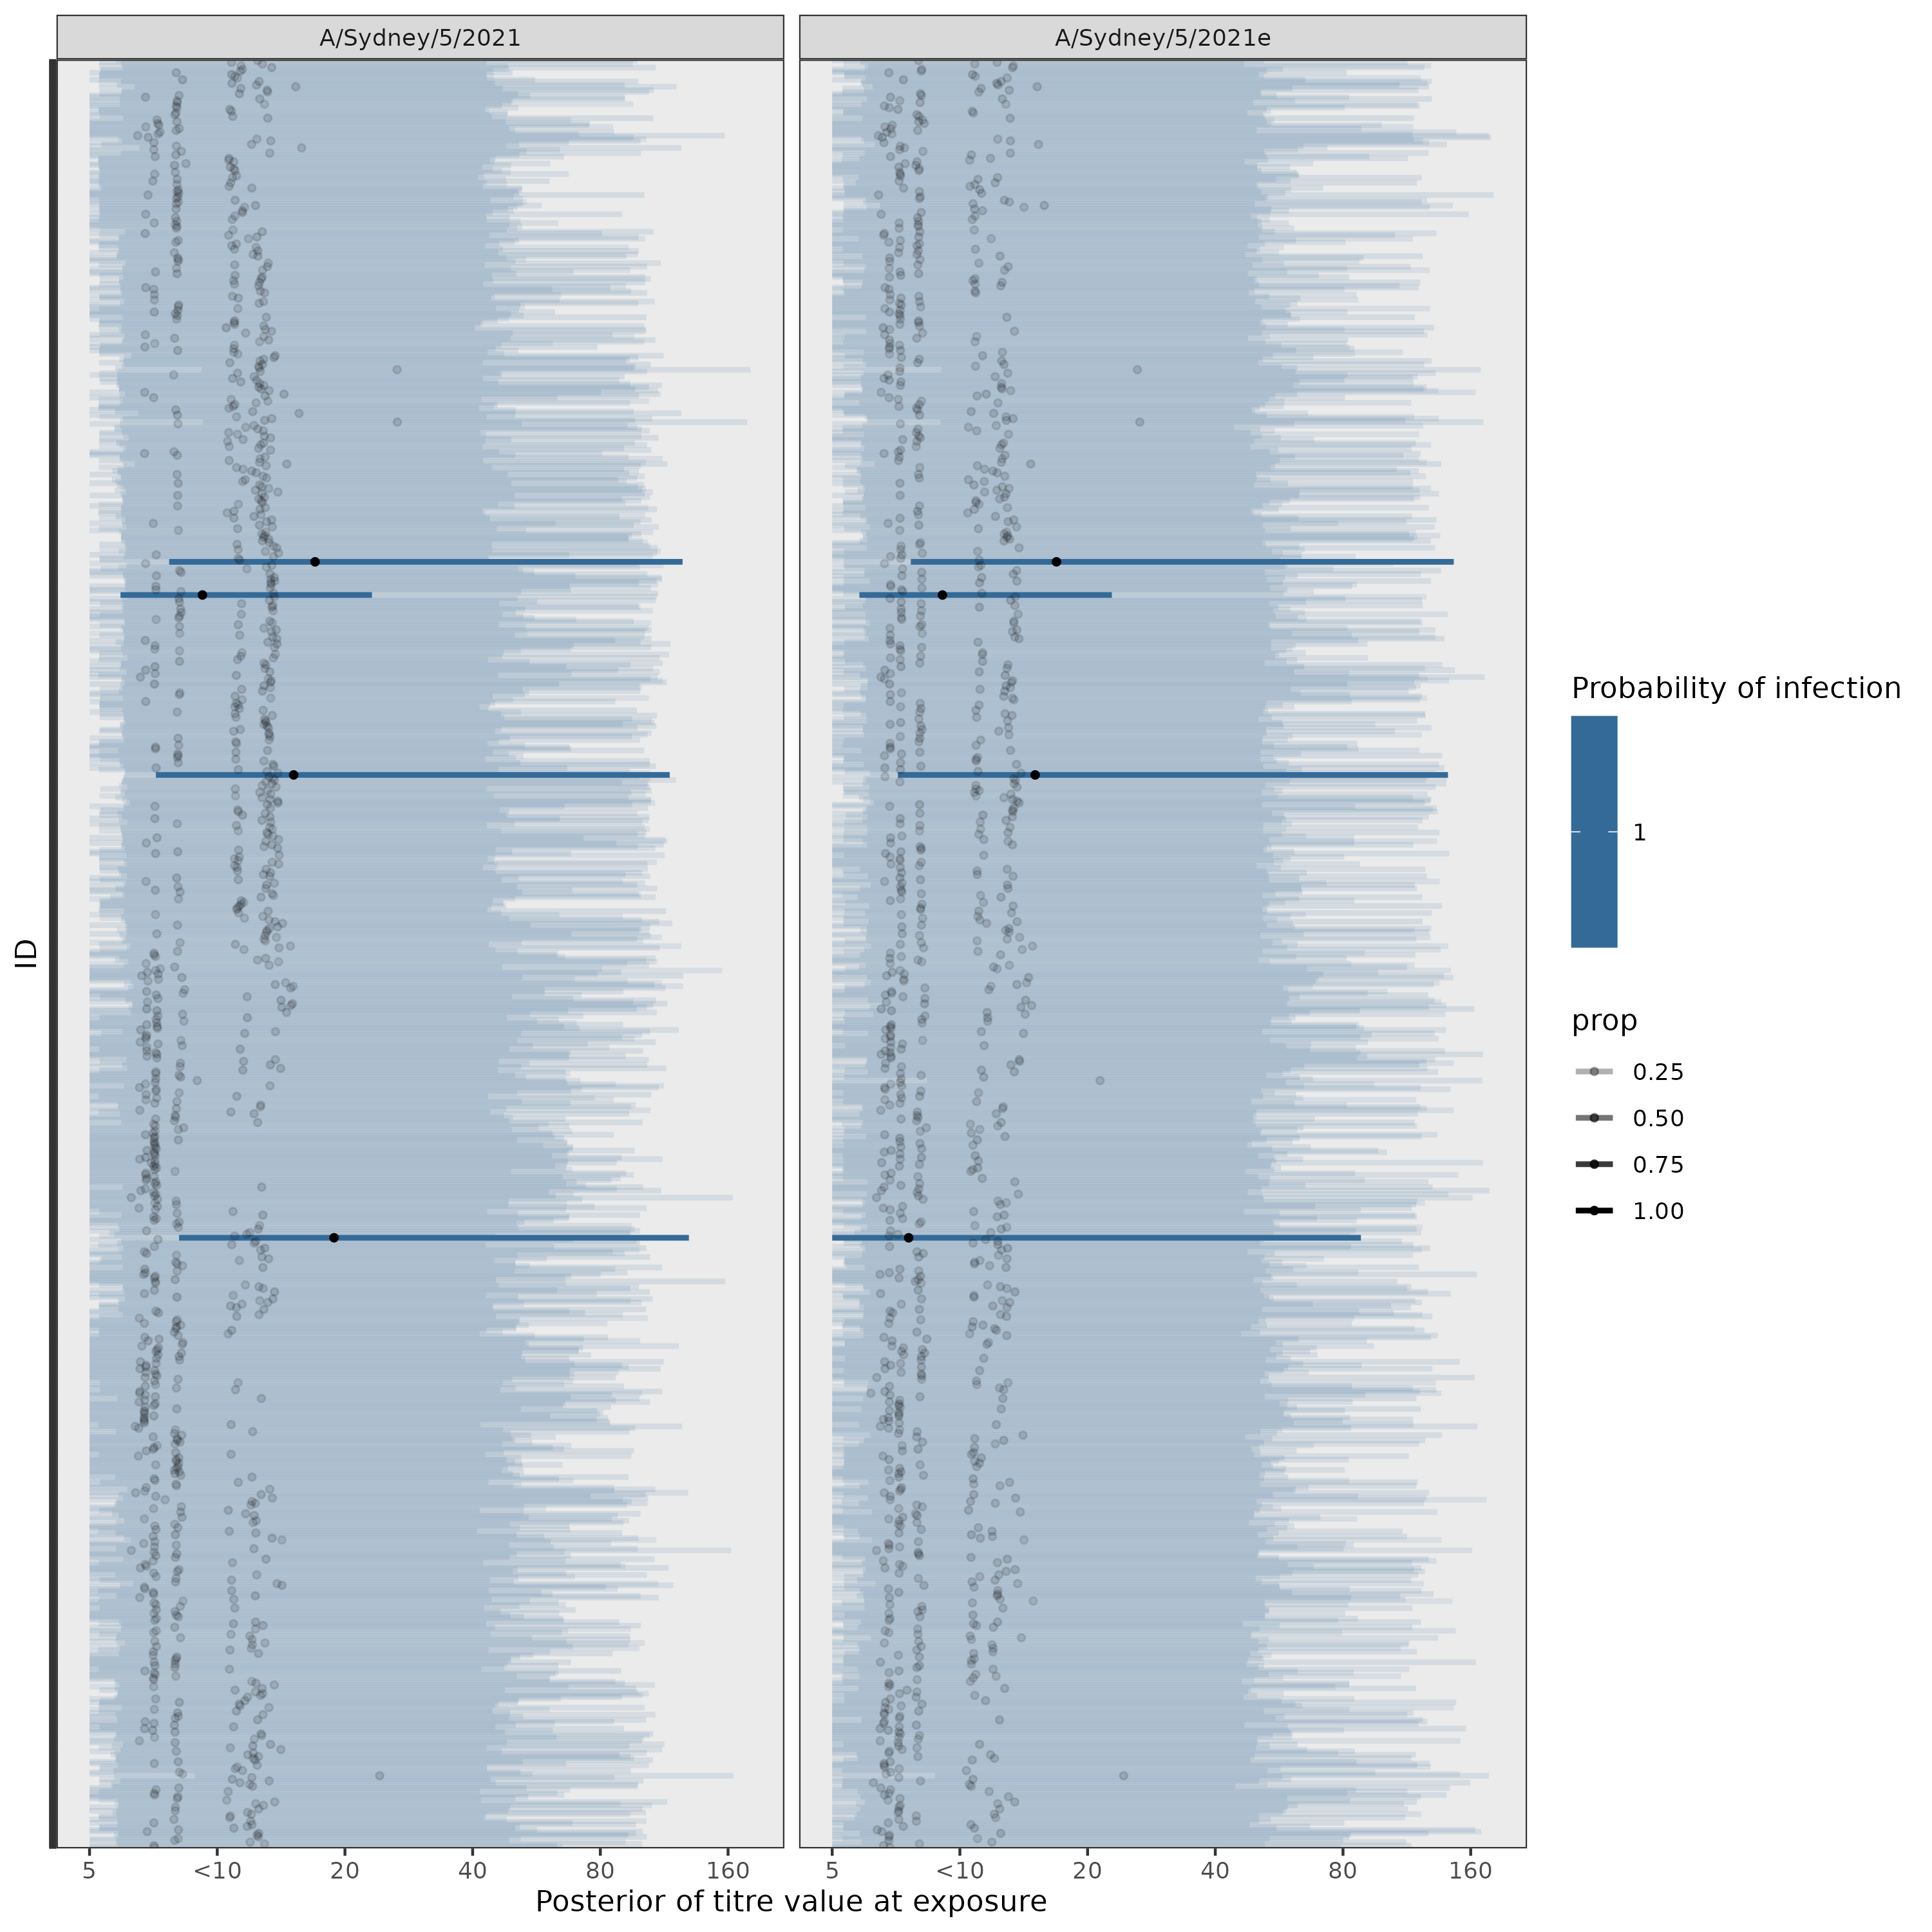 A/Sydney/5/2021
A/Sydney/5/2021e
ID
5 <10 20 40 80 160
5 <10 20 40 80 160
Posterior of titre value at exposure
Probability of infection
1
prop
0.25
0.50
0.75
1.00